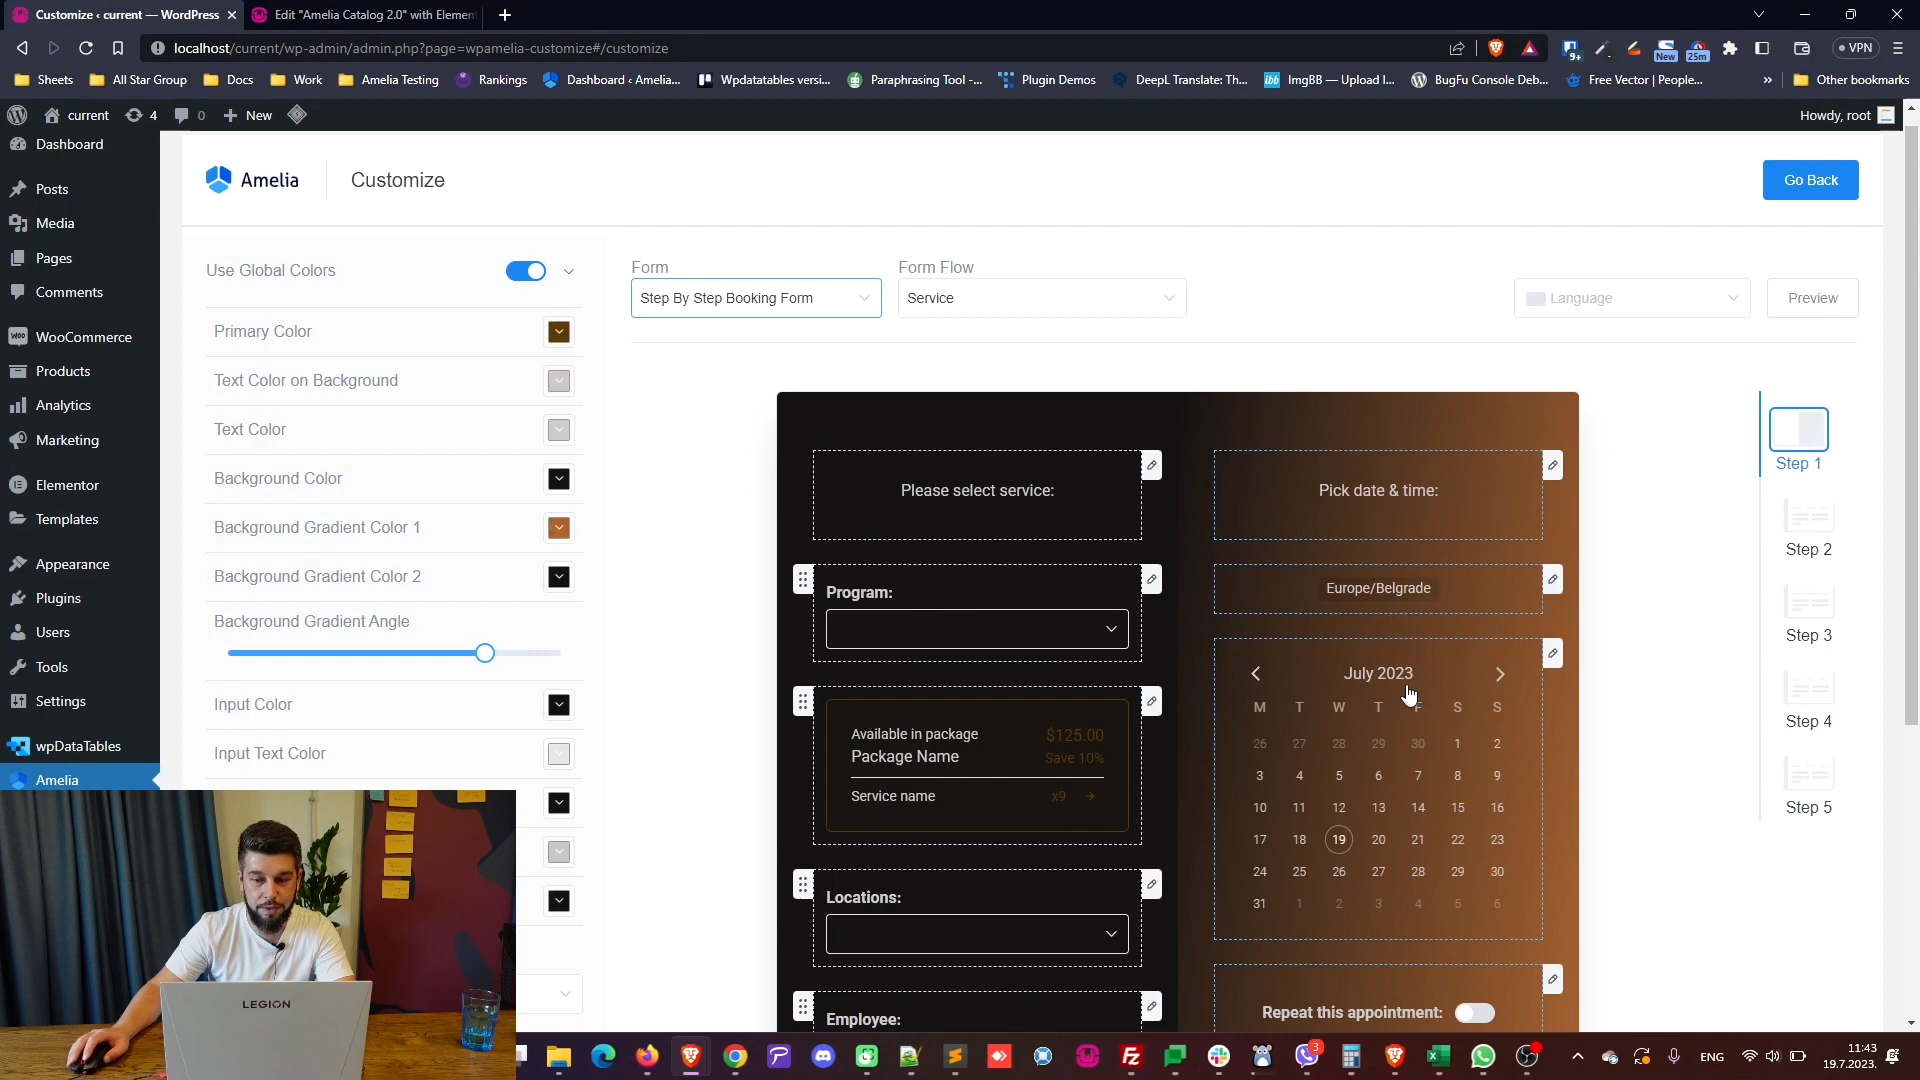 Customize ‹ current — WordPress
Edit "Amelia Catalog 2.0" with Elemen
localhost/current/wp-admin/admin.php?page=wpamelia-customize#/customize
9+
New
25m
VPN
Sheets
All Star Group
Docs
Work
Amelia Testing
Rankings
Dashboard ‹ Amelia...
Wpdatatables versi...
Paraphrasing Tool -...
Plugin Demos
DeepL Translate: Th...
ImgBB — Upload I...
BugFu Console Deb...
Free Vector | People...
»
Other bookmarks
current
4
0
New
Howdy, root
Dashboard
Posts
Media
Pages
Comments
WooCommerce
Products
Analytics
Marketing
Elementor
Templates
Appearance
Plugins
Users
Tools
Settings
wpDataTables
Amelia
Amelia
Customize
Go Back
Use Global Colors
Primary Color
Text Color on Background
Text Color
Background Color
Background Gradient Color 1
Background Gradient Color 2
Background Gradient Angle
Input Color
Input Text Color
Form
Step By Step Booking Form
Form Flow
Service
Language
Preview
Please select service:
Program:
Available in package
$125.00
Package Name
Save 10%
Service name
x9
Locations:
Employee:
Pick date & time:
Europe/Belgrade
July 2023
M T W T F S S
26 27 28 29 30 1 2
3 4 5 6 7 8 9
10 11 12 13 14 15 16
17 18 19 20 21 22 23
24 25 26 27 28 29 30
31 1 2 3 4 5 6
Repeat this appointment:
Step 1
Step 2
Step 3
Step 4
Step 5
LEGION
3
ENG
11:43
19.7.2023.